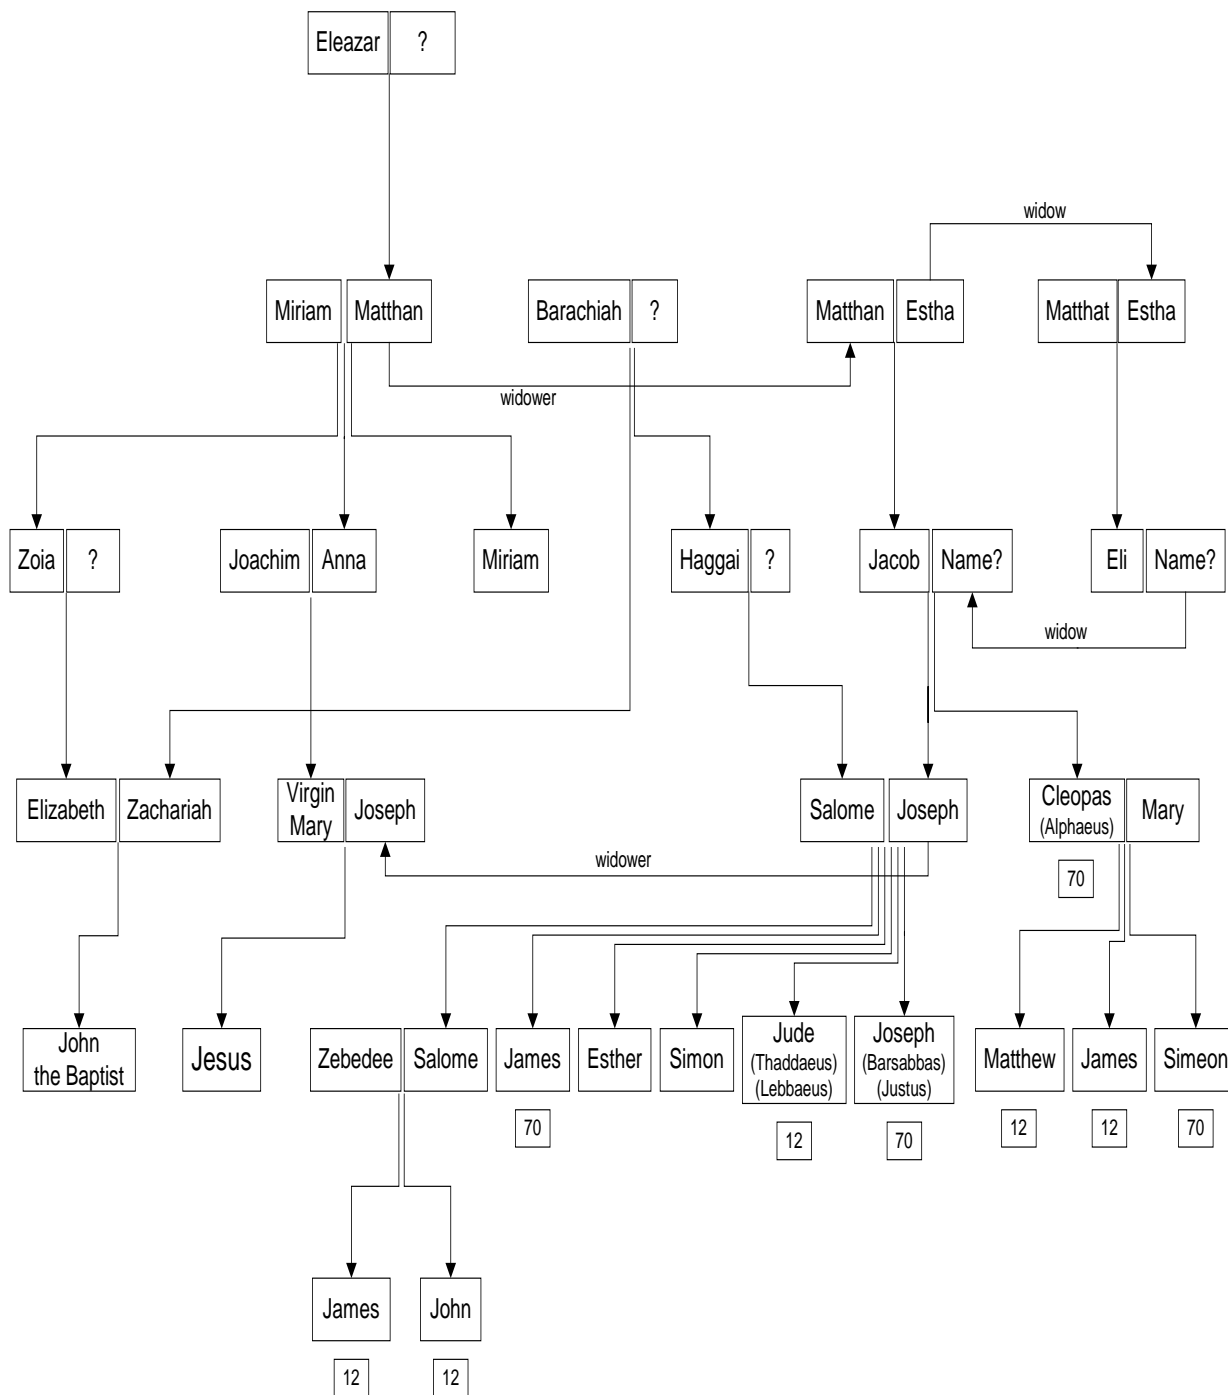 Eleazar ?
widow
Miriam Matthan Barachiah ? Matthan Estha Matthat Estha
widower
Zoia ? Joachim Anna Miriam Haggai ? Jacob Name? Eli Name?
widow
Elizabeth Zachariah Virgin Mary Joseph Salome Joseph Cleopas (Alphaeus) Mary
widower
70
John the Baptist Jesus Zebedee Salome James Esther Simon Jude (Thaddaeus) (Lebbaeus) Joseph (Barsabbas) (Justus) Matthew James Simeon
70 12 70 12 12 70
James John
12 12